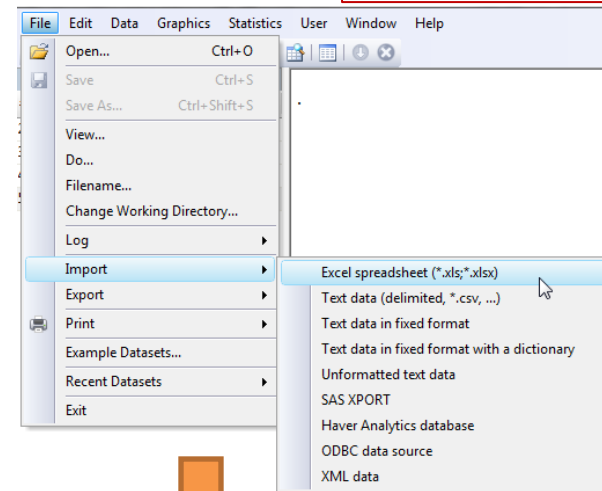 File Edit Data Graphics Statistics User Window Help
Open... Ctrl+O
Save Ctrl+S
Save As... Ctrl+Shift+S
.
View...
Do...
Filename...
Change Working Directory...
Log
Import
Excel spreadsheet (*.xls;*.xlsx)
Export
Text data (delimited, *.csv, ...)
Print
Text data in fixed format
Example Datasets...
Text data in fixed format with a dictionary
Recent Datasets
Unformatted text data
Exit
SAS XPORT
Haver Analytics database
ODBC data source
XML data